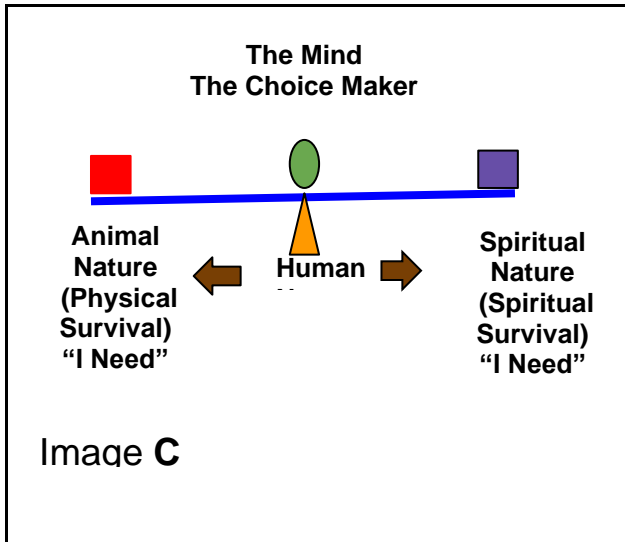 The Mind
The Choice Maker
Animal
Nature
(Physical
Survival)
“I Need”
Human
Spiritual
Nature
(Spiritual
Survival)
“I Need”
Image C